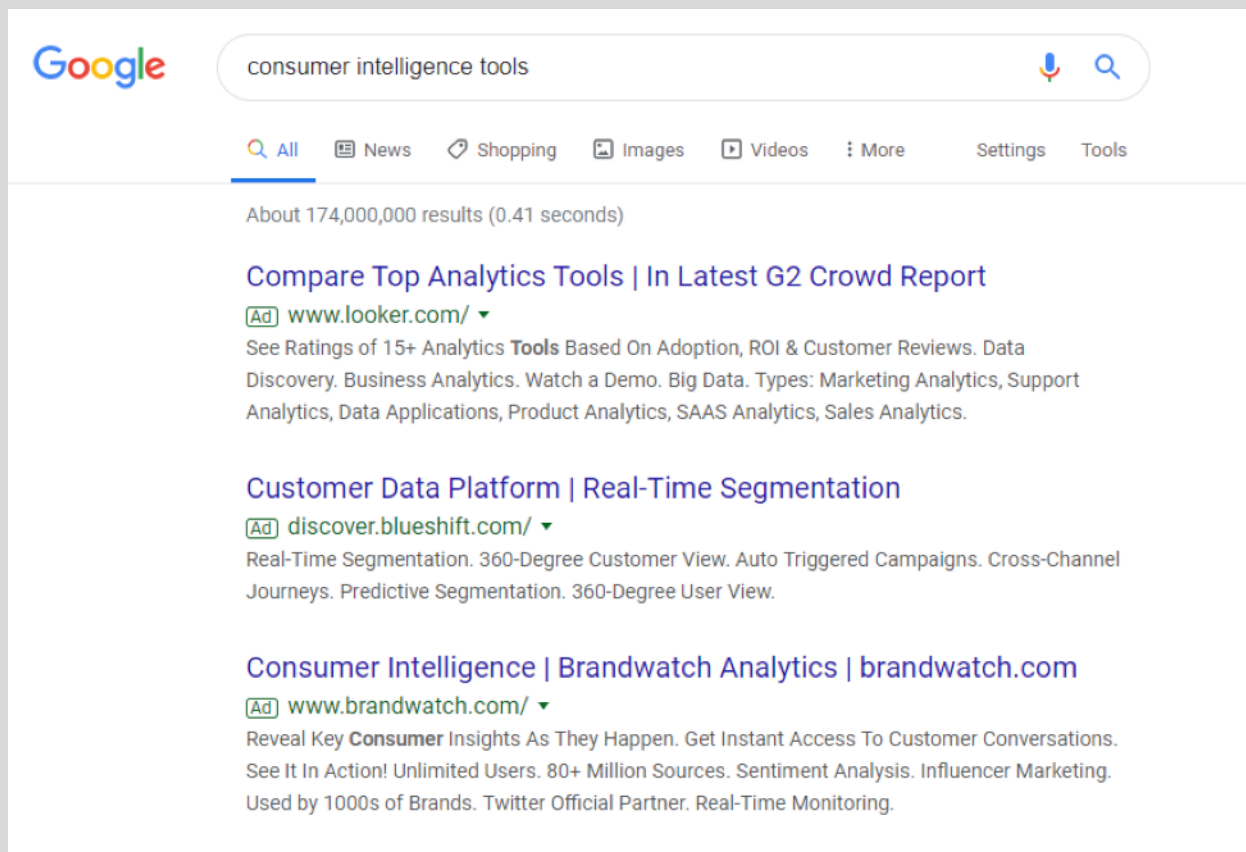 Google
consumer intelligence tools
All News Shopping Images Videos More Settings Tools
About 174,000,000 results (0.41 seconds)
Compare Top Analytics Tools | In Latest G2 Crowd Report
Ad www.looker.com/
See Ratings of 15+ Analytics Tools Based On Adoption, ROI & Customer Reviews. Data
Discovery. Business Analytics. Watch a Demo. Big Data. Types: Marketing Analytics, Support
Analytics, Data Applications, Product Analytics, SAAS Analytics, Sales Analytics.
Customer Data Platform | Real-Time Segmentation
Ad discover.blueshift.com/
Real-Time Segmentation. 360-Degree Customer View. Auto Triggered Campaigns. Cross-Channel
Journeys. Predictive Segmentation. 360-Degree User View.
Consumer Intelligence | Brandwatch Analytics | brandwatch.com
Ad www.brandwatch.com/
Reveal Key Consumer Insights As They Happen. Get Instant Access To Customer Conversations.
See It In Action! Unlimited Users. 80+ Million Sources. Sentiment Analysis. Influencer Marketing.
Used by 1000s of Brands. Twitter Official Partner. Real-Time Monitoring.